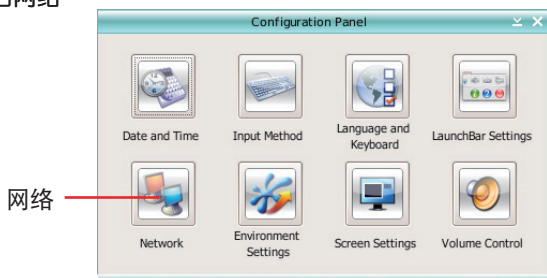 Configuration Panel
Date and Time
Input Method
Language and
Keyboard
LaunchBar Settings
网络
Network
Environment
Settings
Screen Settings
Volume Control